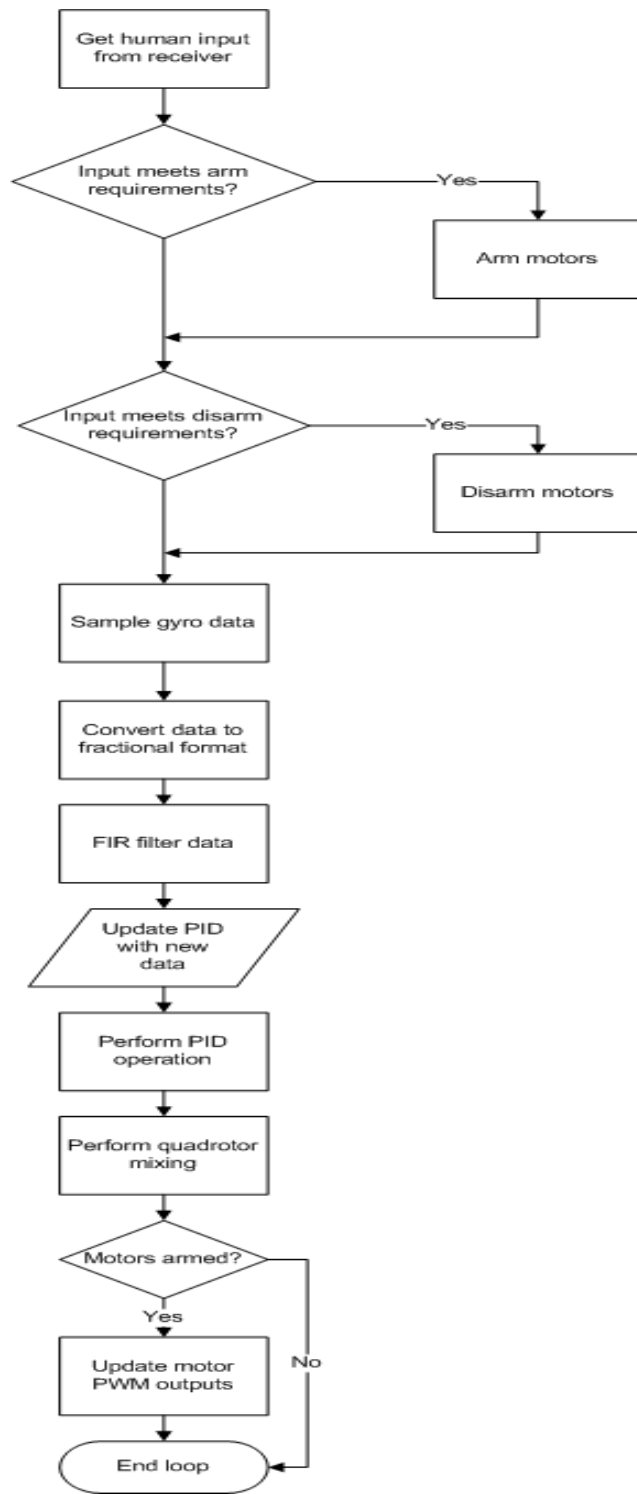 Get human input
from receiver
Input meets arm
requirements?
Yes
Arm motors
Input meets disarm
requirements?
Yes
Disarm motors
Sample gyro data
Convert data to
fractional format
FIR filter data
Update PID
with new
data
Perform PID
operation
Perform quadrotor
mixing
Motors armed?
Yes
No
Update motor
PWM outputs
End loop